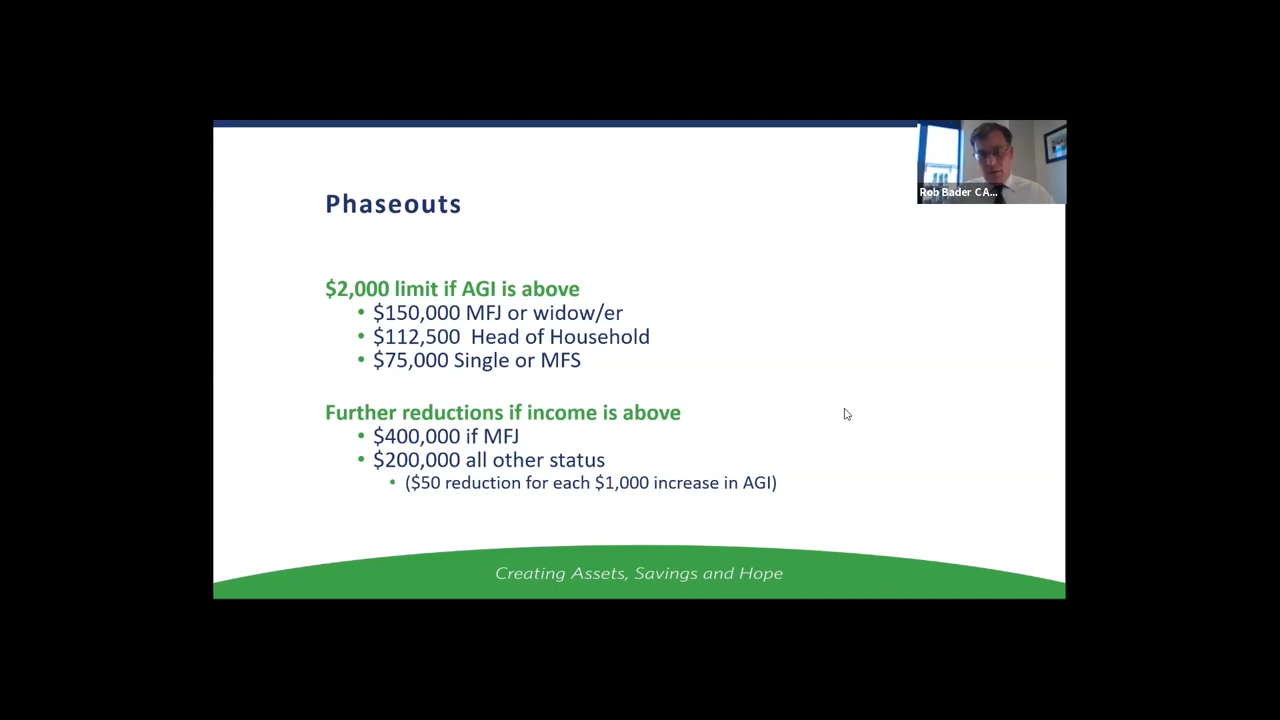 Rob Bader CA...
Phaseouts
$2,000 limit if AGI is above
• $150,000 MFJ or widow/er
• $112,500  Head of Household
• $75,000 Single or MFS
Further reductions if income is above
• $400,000 if MFJ
• $200,000 all other status
• ($50 reduction for each $1,000 increase in AGI)
Creating Assets, Savings and Hope